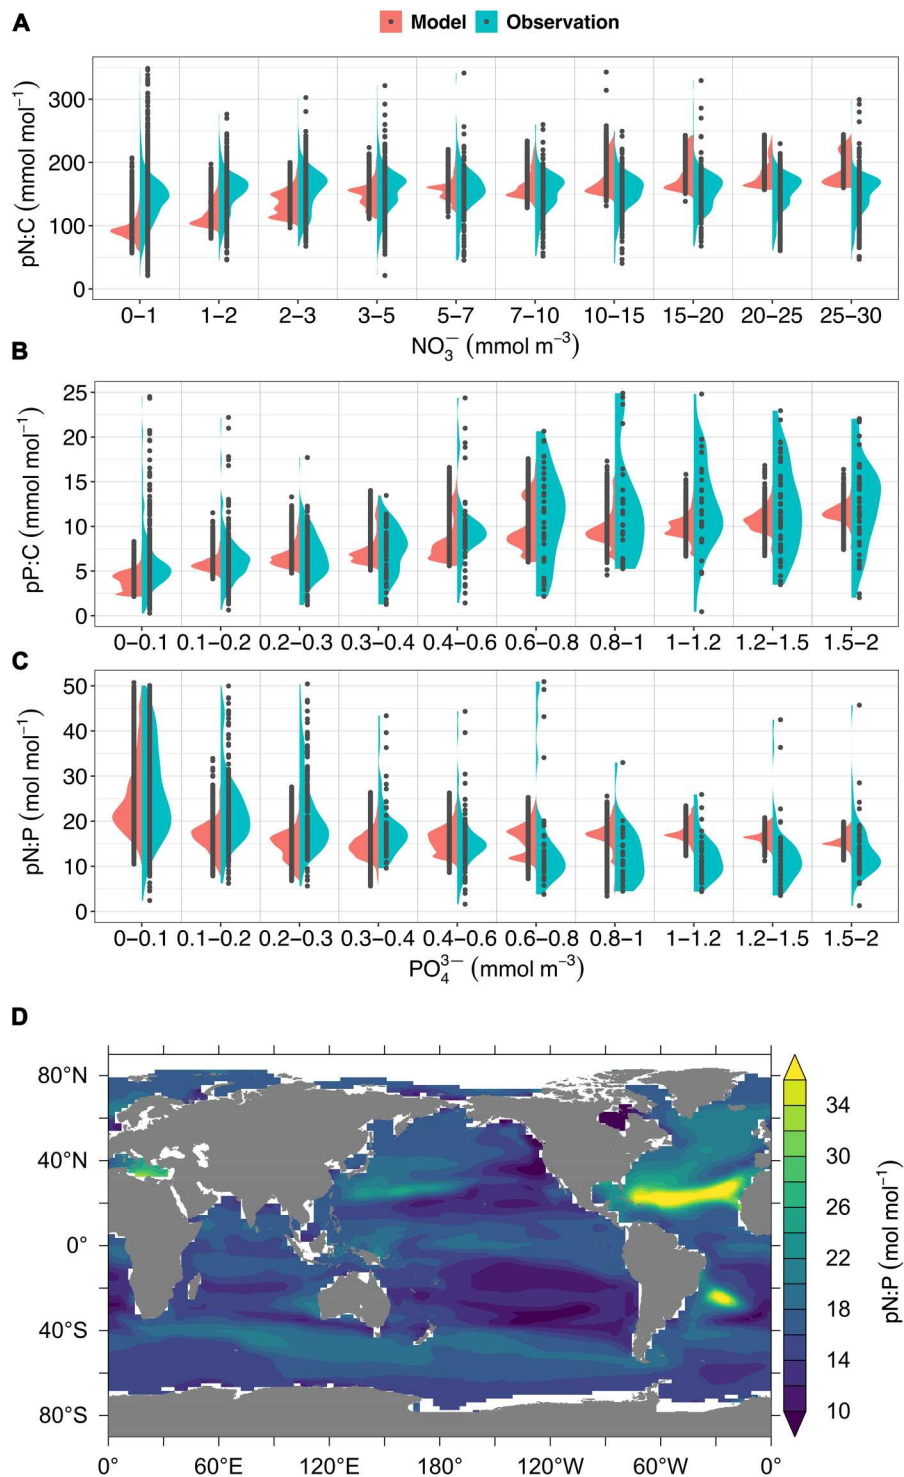 A
Model Observation
pN:C (mmol mol⁻¹)
300
200
100
0
0−1 1−2 2−3 3−5 5−7 7−10 10−15 15−20 20−25 25−30
NO₃⁻ (mmol m⁻³)
B
pP:C (mmol mol⁻¹)
25
20
15
10
5
0
0−0.1 0.1−0.2 0.2−0.3 0.3−0.4 0.4−0.6 0.6−0.8 0.8−1 1−1.2 1.2−1.5 1.5−2
C
pN:P (mol mol⁻¹)
50
40
30
20
10
0
0−0.1 0.1−0.2 0.2−0.3 0.3−0.4 0.4−0.6 0.6−0.8 0.8−1 1−1.2 1.2−1.5 1.5−2
PO₄³⁻ (mmol m⁻³)
D
80°N
40°N
0°
40°S
80°S
0° 60°E 120°E 180° 120°W 60°W 0°
34
30
26
22
18
14
10
pN:P (mol mol⁻¹)